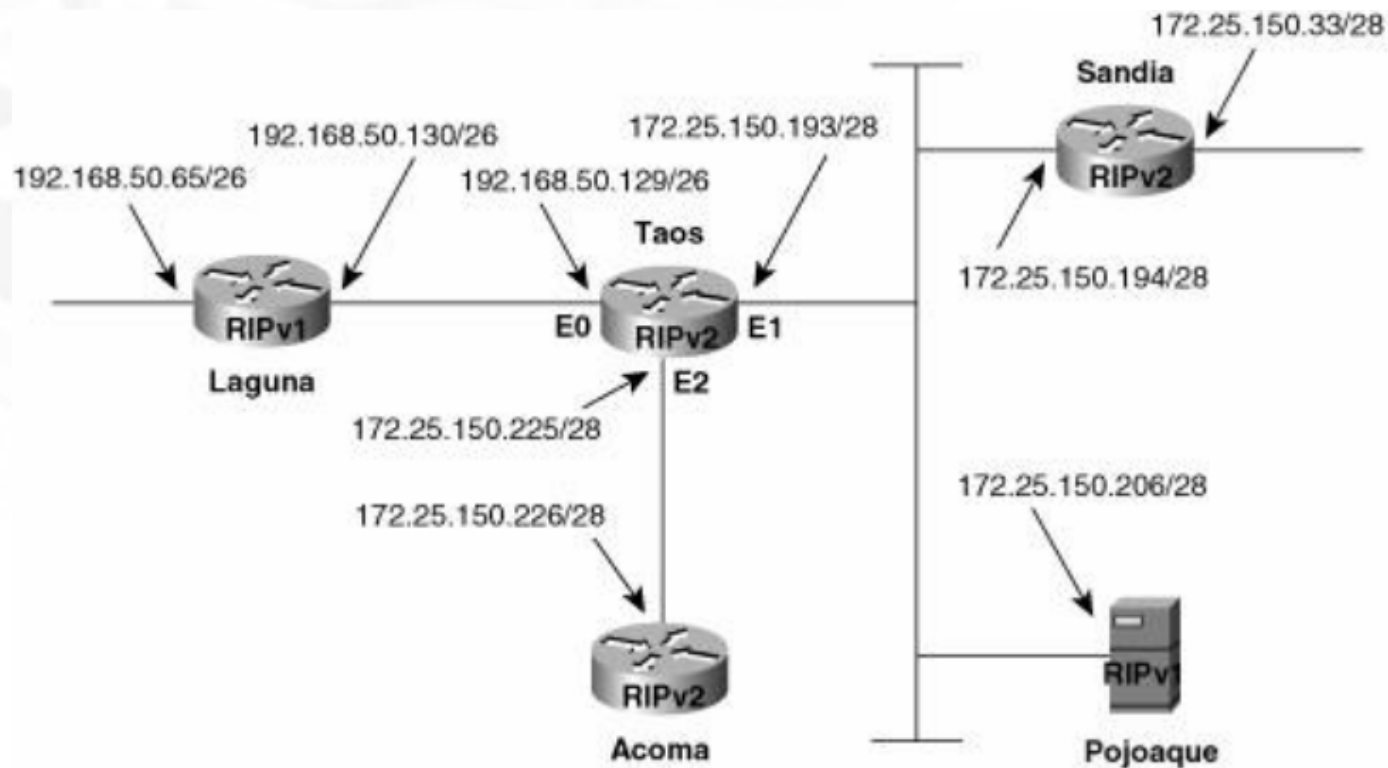 172.25.150.33/28
Sandia
192.168.50.130/26
172.25.150.193/28
192.168.50.65/26
192.168.50.129/26
RIPv2
Taos
172.25.150.194/28
RIPv1
E0
RIPv2
E1
Laguna
E2
172.25.150.225/28
172.25.150.206/28
172.25.150.226/28
RIPv2
RIPv1
Acoma
Pojoaque